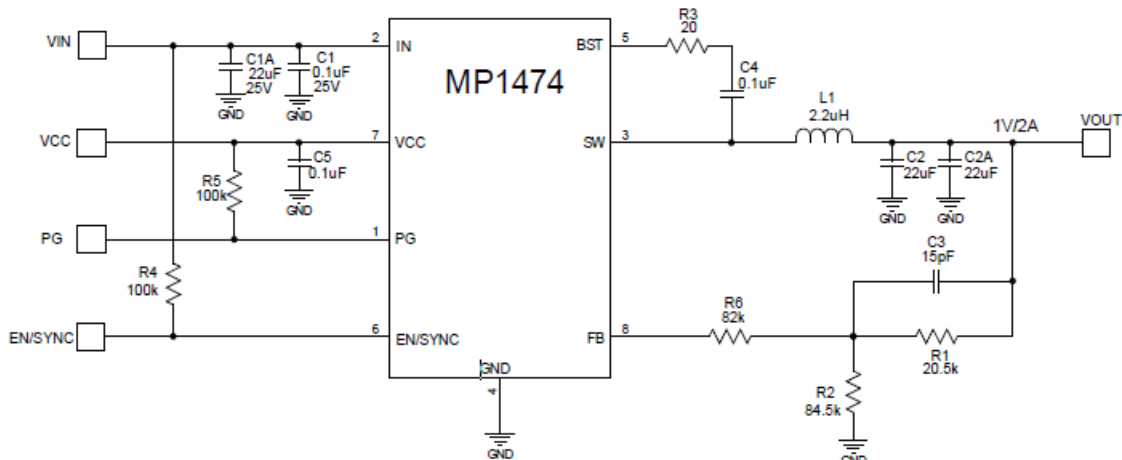 VIN
2
IN
C1A
22uF
25V
GND
C1
0.1uF
25V
GND
MP1474
BST
5
R3
20
C4
0.1uF
VCC
7
VCC
R5
100k
C5
0.1uF
GND
SW
3
L1
2.2uH
1V/2A
VOUT
C2
22uF
GND
C2A
22uF
GND
PG
1
PG
R4
100k
C3
15pF
EN/SYNC
6
EN/SYNC
FB
8
R6
82k
R1
20.5k
R2
84.5k
GND
GND
4
GND